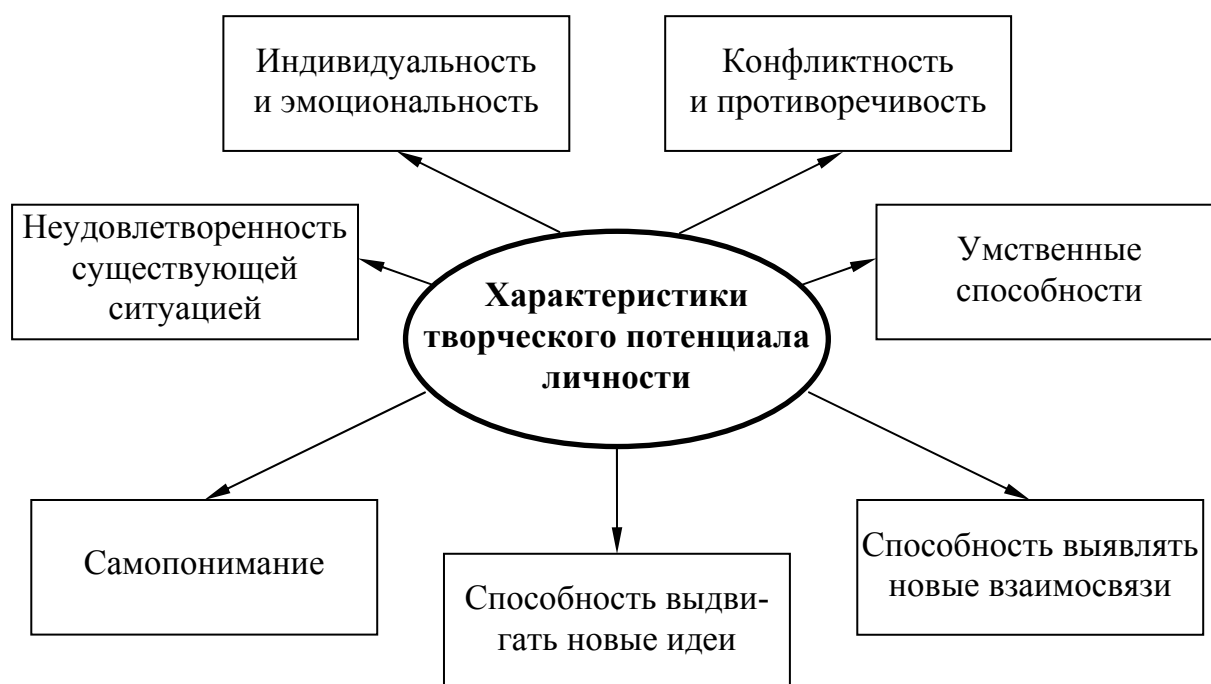 Индивидуальность
и эмоциональность
Конфликтность
и противоречивость
Неудовлетворенность
существующей
ситуацией
Умственные
способности
Характеристики
творческого потенциала
личности
Самопонимание
Способность выдви-
гать новые идеи
Способность выявлять
новые взаимосвязи